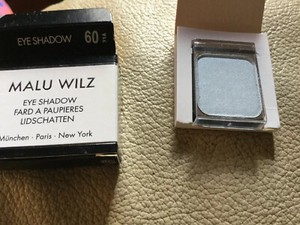 EYE SHADOW 60
MALU WILZ
EYE SHADOW
FARD A PAUPIERES
LIDSCHATTEN
München · Paris · New York